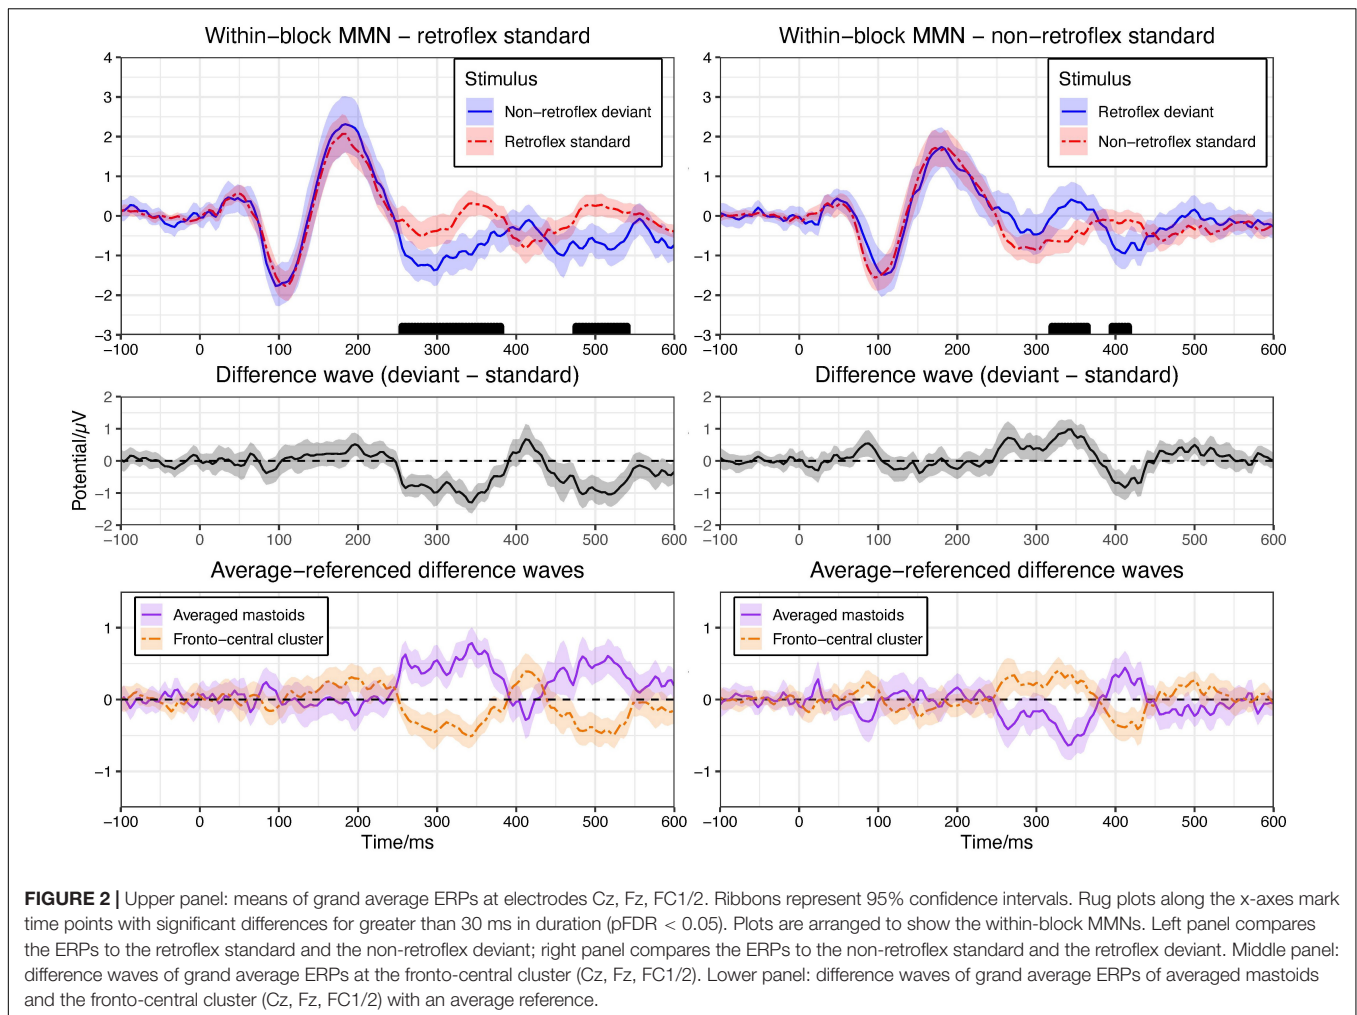 Within−block MMN − retroflex standard
Within−block MMN − non−retroflex standard
4
3
2
1
0
−1
−2
−3
Stimulus
Non−retroflex deviant
Retroflex standard
−100 0 100 200 300 400 500 600
4
3
2
1
0
−1
−2
−3
Stimulus
Retroflex deviant
Non−retroflex standard
−100 0 100 200 300 400 500 600
Difference wave (deviant − standard)
Difference wave (deviant − standard)
Potential/µV
2
1
0
−1
−2
−100 0 100 200 300 400 500 600
2
1
0
−1
−2
−100 0 100 200 300 400 500 600
Average−referenced difference waves
Average−referenced difference waves
Averaged mastoids
Fronto−central cluster
1
0
−1
−100 0 100 200 300 400 500 600
Time/ms
Averaged mastoids
Fronto−central cluster
1
0
−1
−100 0 100 200 300 400 500 600
Time/ms
FIGURE 2 | Upper panel: means of grand average ERPs at electrodes Cz, Fz, FC1/2. Ribbons represent 95% confidence intervals. Rug plots along the x-axes mark
time points with significant differences for greater than 30 ms in duration (pFDR < 0.05). Plots are arranged to show the within-block MMNs. Left panel compares
the ERPs to the retroflex standard and the non-retroflex deviant; right panel compares the ERPs to the non-retroflex standard and the retroflex deviant. Middle panel:
difference waves of grand average ERPs at the fronto-central cluster (Cz, Fz, FC1/2). Lower panel: difference waves of grand average ERPs of averaged mastoids
and the fronto-central cluster (Cz, Fz, FC1/2) with an average reference.